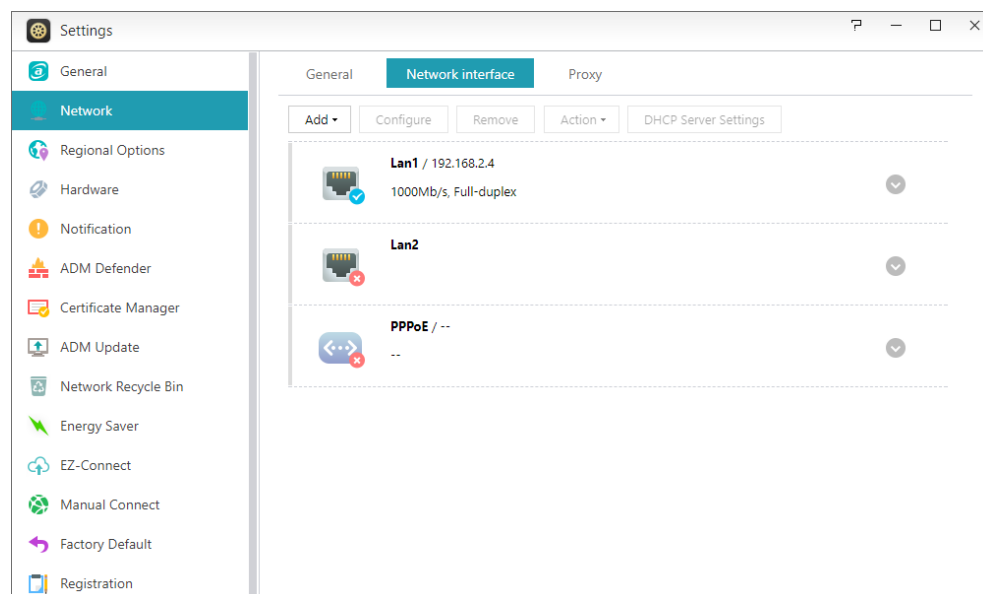 Settings
General
Network
Regional Options
Hardware
Notification
ADM Defender
Certificate Manager
ADM Update
Network Recycle Bin
Energy Saver
EZ-Connect
Manual Connect
Factory Default
Registration
General Network interface Proxy
Add Configure Remove Action DHCP Server Settings
Lan1 / 192.168.2.4
1000Mb/s, Full-duplex
Lan2
PPPoE / --
--